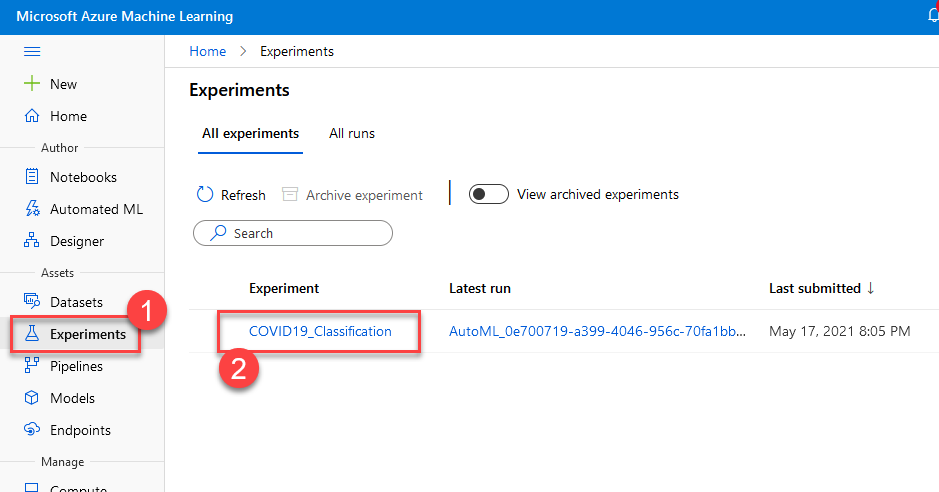 Microsoft Azure Machine Learning
New
Home
Author
Notebooks
Automated ML
Designer
Assets
Datasets
1
Experiments
Pipelines
Models
Endpoints
Manage
Compute
Home > Experiments
Experiments
All experiments All runs
Refresh Archive experiment View archived experiments
Search
Experiment Latest run Last submitted ↓
COVID19_Classification AutoML_0e700719-a399-4046-956c-70fa1bb... May 17, 2021 8:05 PM
2